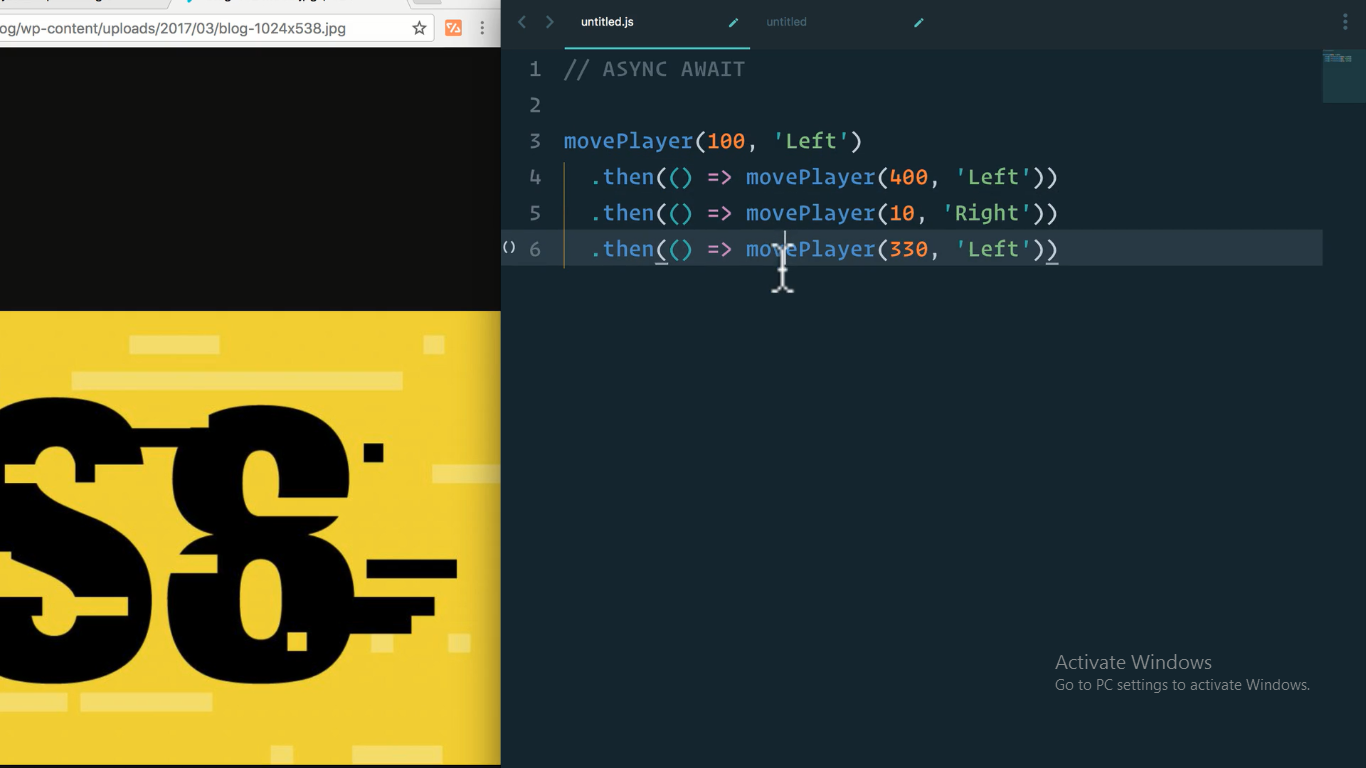 og/wp-content/uploads/2017/03/blog-1024x538.jpg
S8
untitled.js
untitled
1 // ASYNC AWAIT
2
3 movePlayer(100, 'Left')
4 .then(() => movePlayer(400, 'Left'))
5 .then(() => movePlayer(10, 'Right'))
() 6 .then(() => movePlayer(330, 'Left'))
Activate Windows
Go to PC settings to activate Windows.